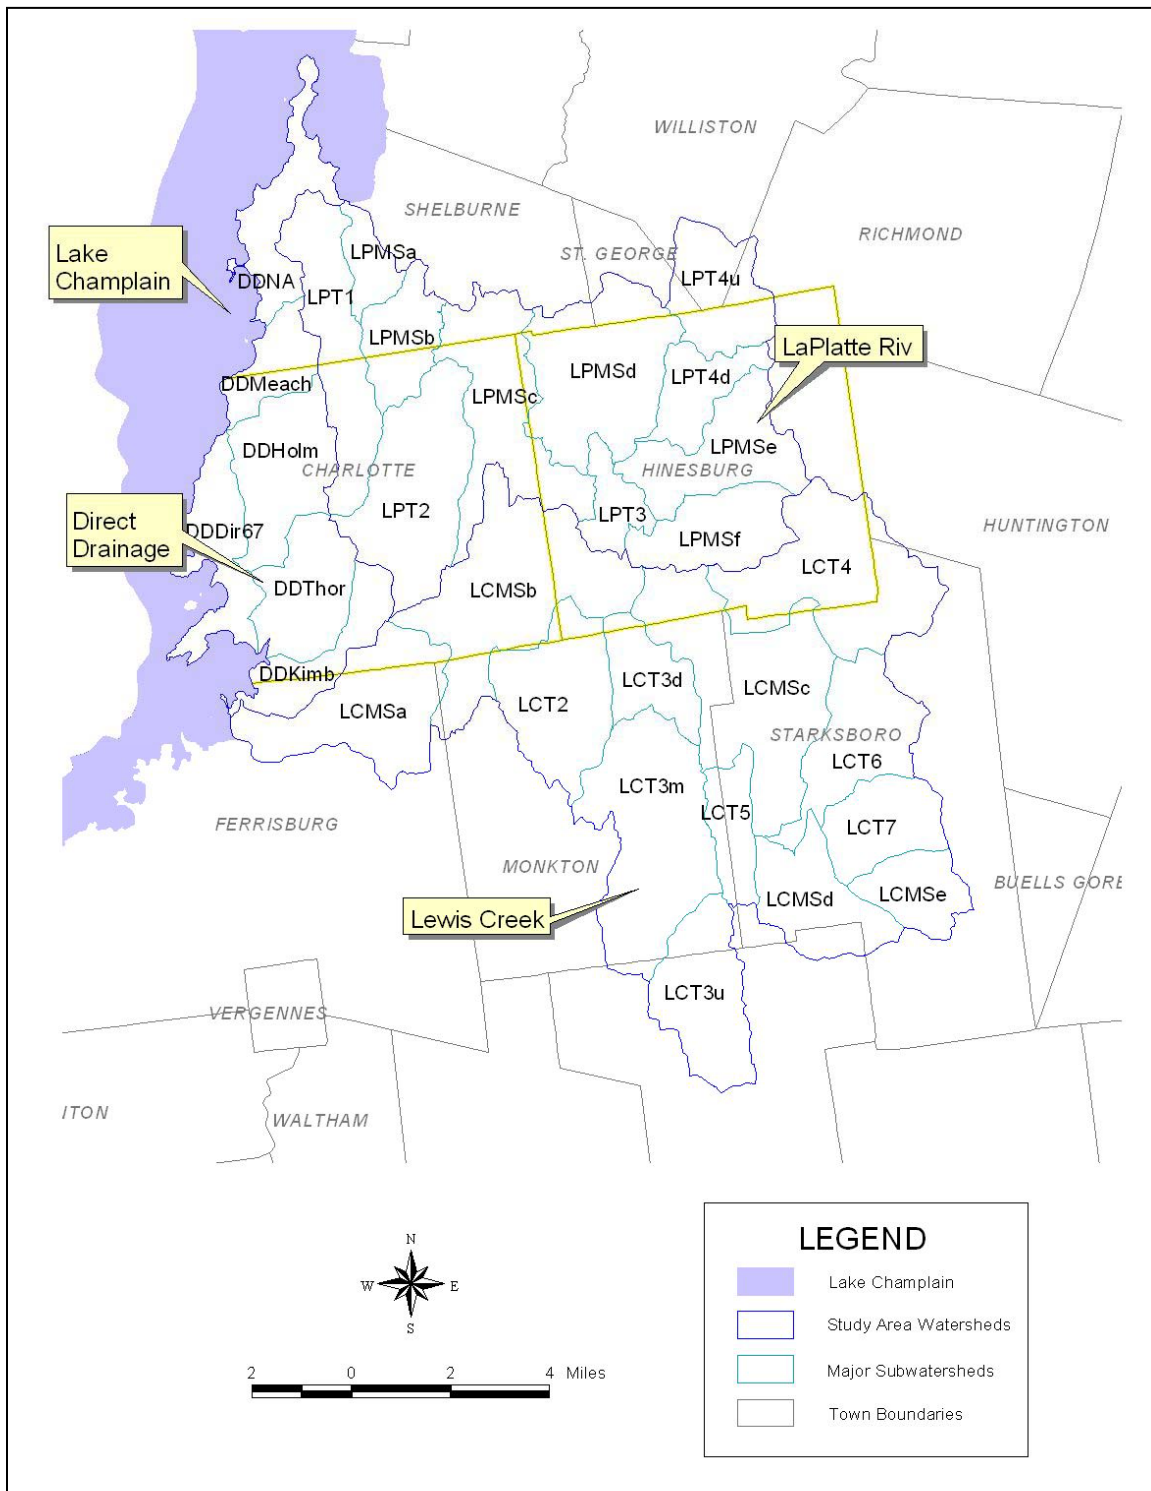 WILLISTON
SHELBURNE
RICHMOND
ST. GEORGE
LPMSa
Lake
Champlain
LPT4u
DDNA
LPT1
LPMSb
LaPlatte Riv
LPMSd
DDMeach
LPT4d
LPMSc
DDHolm
LPMSe
CHARLOTTE
HINESBURG
Direct
Drainage
LPT2
LPT3
HUNTINGTON
DDDir67
LPMSf
LCT4
DDThor
LCMSb
DDKimb
LCT3d
LCMSc
LCMSa
LCT2
STARKSBORO
LCT6
LCT3m
LCT5
FERRISBURG
LCT7
MONKTON
BUELLS GORE
LCMSd
LCMSe
Lewis Creek
LCT3u
VERGENNES
ITON
WALTHAM
N
W
E
S
2 0 2 4 Miles
LEGEND
Lake Champlain
Study Area Watersheds
Major Subwatersheds
Town Boundaries